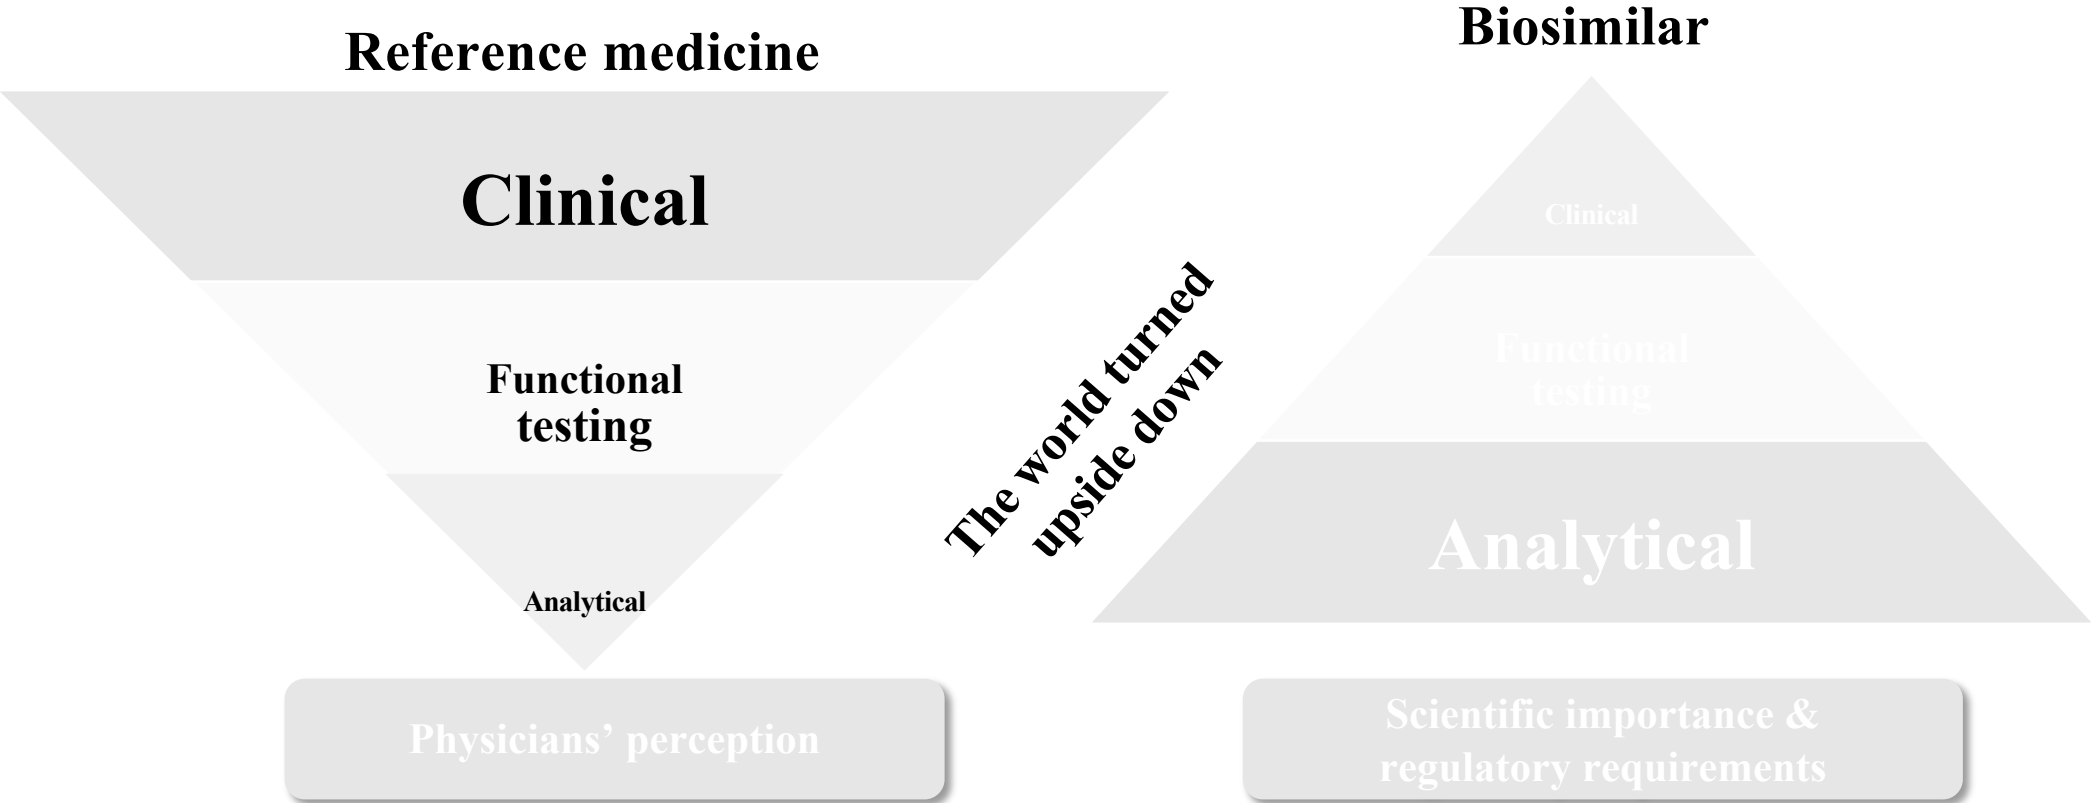 Reference medicine
Clinical
Functional
testing
Analytical
Physicians’ perception
The world turned
upside down
Biosimilar
Clinical
Functional
testing
Analytical
Scientific importance &
regulatory requirements